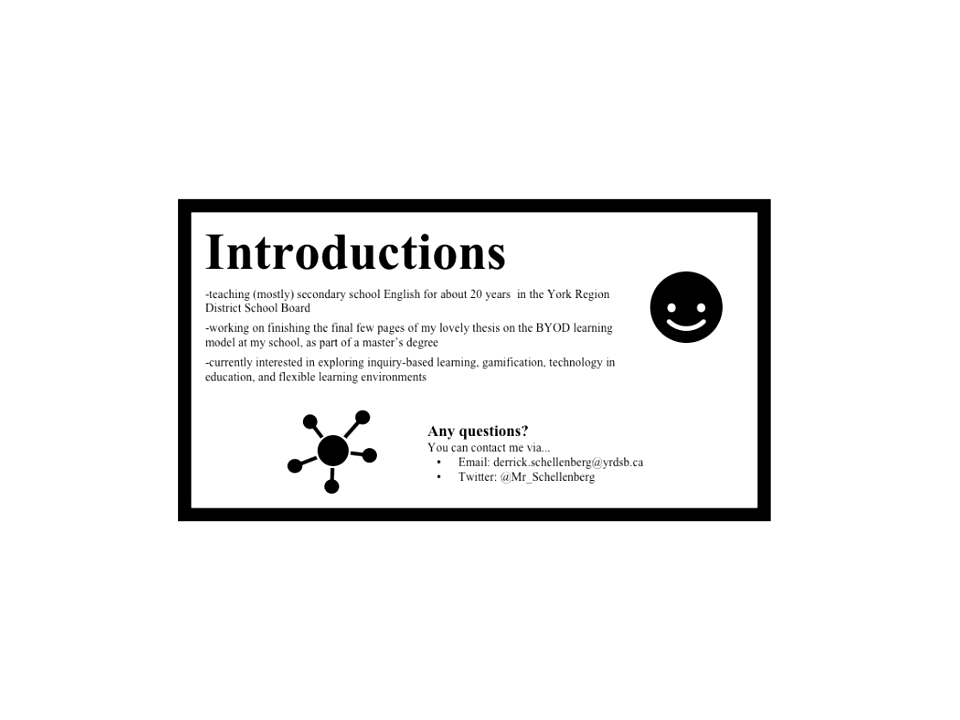 Introductions
-teaching (mostly) secondary school English for about 20 years  in the York Region
District School Board
-working on finishing the final few pages of my lovely thesis on the BYOD learning
model at my school, as part of a master’s degree
-currently interested in exploring inquiry-based learning, gamification, technology in
education, and flexible learning environments
Any questions?
You can contact me via...
• Email: derrick.schellenberg@yrdsb.ca
• Twitter: @Mr_Schellenberg